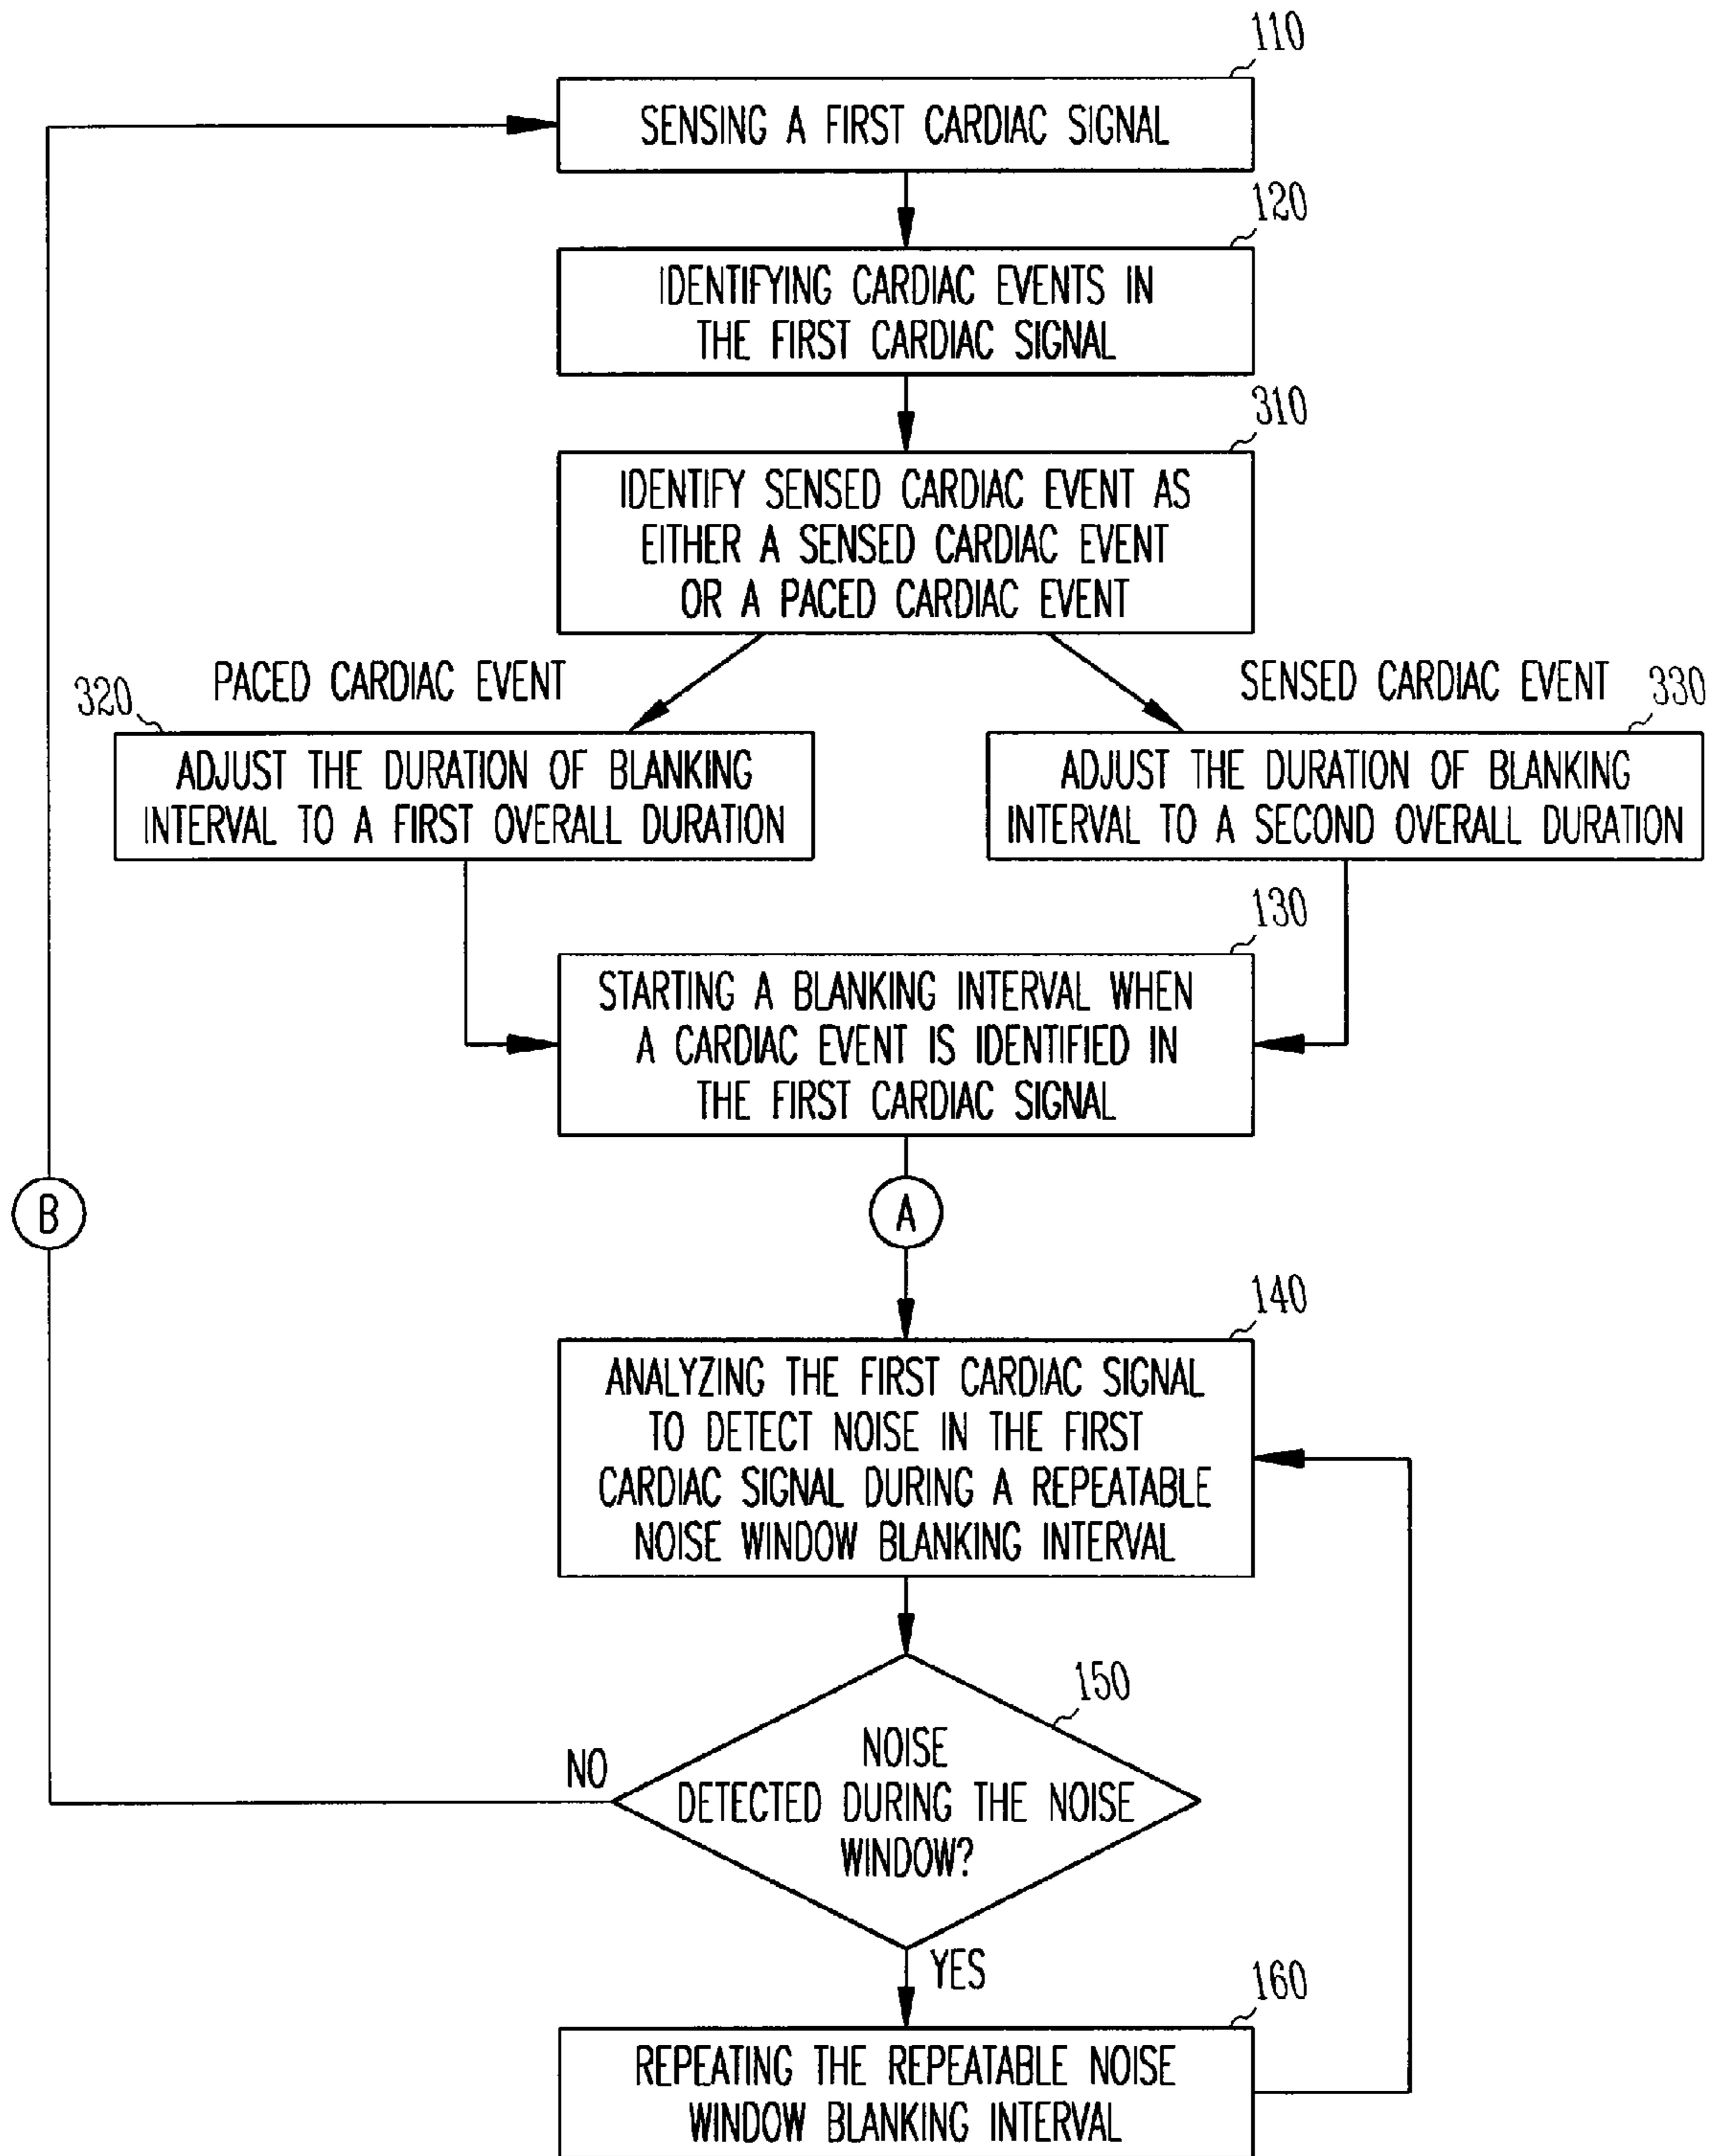 110
SENSING A FIRST CARDIAC SIGNAL
120
IDENTIFYING CARDIAC EVENTS IN
THE FIRST CARDIAC SIGNAL
310
IDENTIFY SENSED CARDIAC EVENT AS
EITHER A SENSED CARDIAC EVENT
OR A PACED CARDIAC EVENT
PACED CARDIAC EVENT
SENSED CARDIAC EVENT
320
330
ADJUST THE DURATION OF BLANKING
INTERVAL TO A FIRST OVERALL DURATION
ADJUST THE DURATION OF BLANKING
INTERVAL TO A SECOND OVERALL DURATION
130
STARTING A BLANKING INTERVAL WHEN
A CARDIAC EVENT IS IDENTIFIED IN
THE FIRST CARDIAC SIGNAL
B
A
140
ANALYZING THE FIRST CARDIAC SIGNAL
TO DETECT NOISE IN THE FIRST
CARDIAC SIGNAL DURING A REPEATABLE
NOISE WINDOW BLANKING INTERVAL
150
NOISE
DETECTED DURING THE NOISE
WINDOW?
NO
YES
160
REPEATING THE REPEATABLE NOISE
WINDOW BLANKING INTERVAL